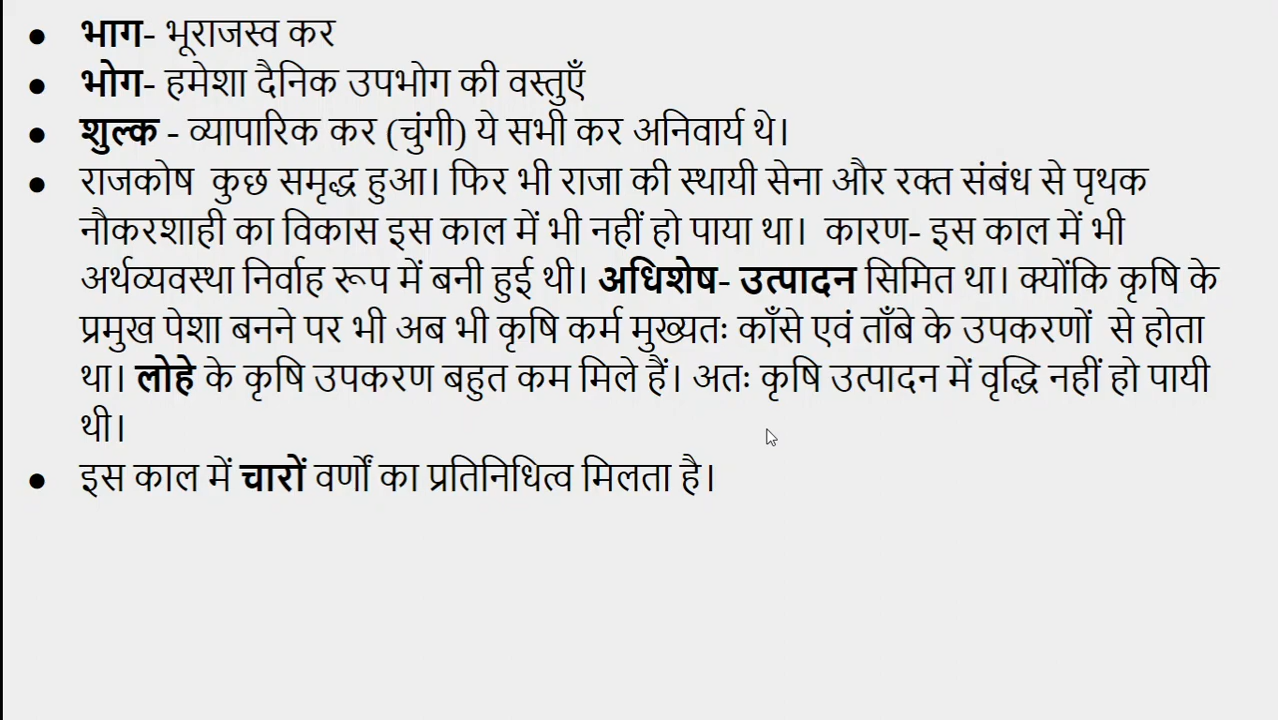 ● भाग- भूराजस्व कर
● भोग- हमेशा दैनिक उपभोग की वस्तुएँ
● शुल्क - व्यापारिक कर (चुंगी) ये सभी कर अनिवार्य थे।
● राजकोष कुछ समृद्ध हुआ। फिर भी राजा की स्थायी सेना और रक्त संबंध से पृथक
नौकरशाही का विकास इस काल में भी नहीं हो पाया था। कारण- इस काल में भी
अर्थव्यवस्था निर्वाह रूप में बनी हुई थी। अधिशेष- उत्पादन सिमित था। क्योंकि कृषि के
प्रमुख पेशा बनने पर भी अब भी कृषि कर्म मुख्यतः काँसे एवं ताँबे के उपकरणों से होता
था। लोहे के कृषि उपकरण बहुत कम मिले हैं। अतः कृषि उत्पादन में वृद्धि नहीं हो पायी
थी।
● इस काल में चारों वर्णों का प्रतिनिधित्व मिलता है।